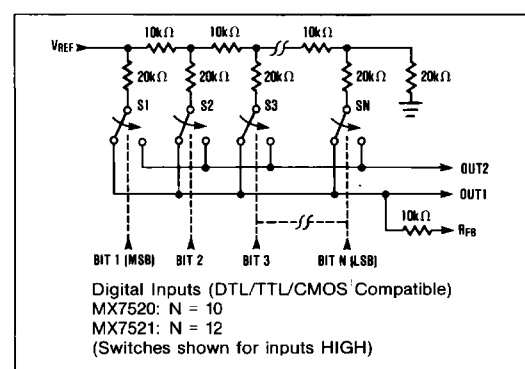 10kΩ 10kΩ 10kΩ
VREF
20kΩ 20kΩ 20kΩ 20kΩ 20kΩ
S1 S2 S3 SN
OUT2
OUT1
10kΩ
RFB
BIT 1 (MSB) BIT 2 BIT 3 BIT N (LSB)
Digital Inputs (DTL/TTL/CMOS Compatible)
MX7520: N = 10
MX7521: N = 12
(Switches shown for inputs HIGH)